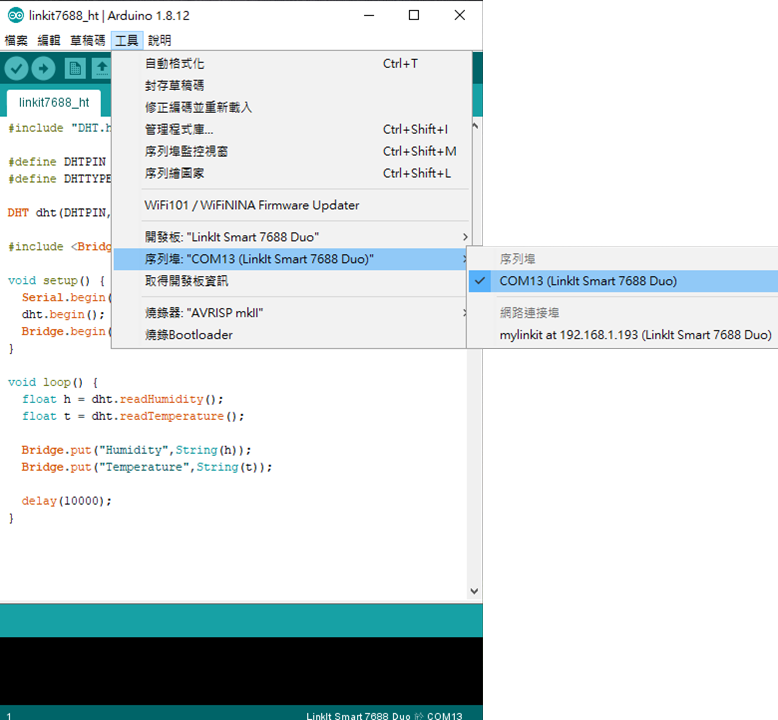 linkit7688_ht | Arduino 1.8.12
檔案 編輯 草稿碼 工具 說明
linkit7688_ht
自動格式化 Ctrl+T
封存草稿碼
修正編碼並重新載入
管理程式庫... Ctrl+Shift+I
序列埠監控視窗 Ctrl+Shift+M
序列繪圖家 Ctrl+Shift+L
WiFi101 / WiFiNINA Firmware Updater
開發板: "LinkIt Smart 7688 Duo"
序列埠: "COM13 (LinkIt Smart 7688 Duo)"
取得開發板資訊
燒錄器: "AVRISP mkII"
燒錄Bootloader
序列埠
COM13 (LinkIt Smart 7688 Duo)
網路連接埠
mylinkit at 192.168.1.193 (LinkIt Smart 7688 Duo)
#include "DHT.h
#define DHTPIN
#define DHTTYPE
DHT dht(DHTPIN,
#include <Bridg
void setup() {
Serial.begin(
dht.begin();
Bridge.begin(
}
void loop() {
float h = dht.readHumidity();
float t = dht.readTemperature();
Bridge.put("Humidity",String(h));
Bridge.put("Temperature",String(t));
delay(10000);
}
1 LinkIt Smart 7688 Duo 於 COM13